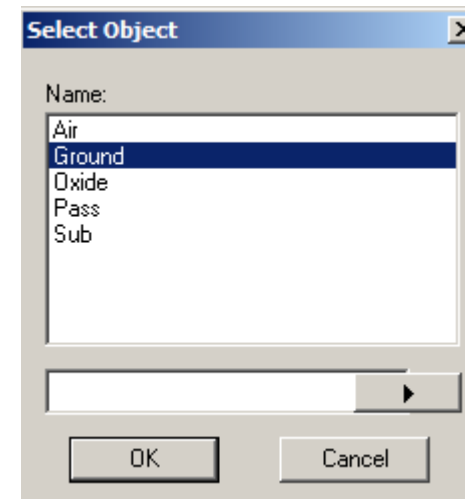 Select Object
Name:
Air
Ground
Oxide
Pass
Sub
OK
Cancel